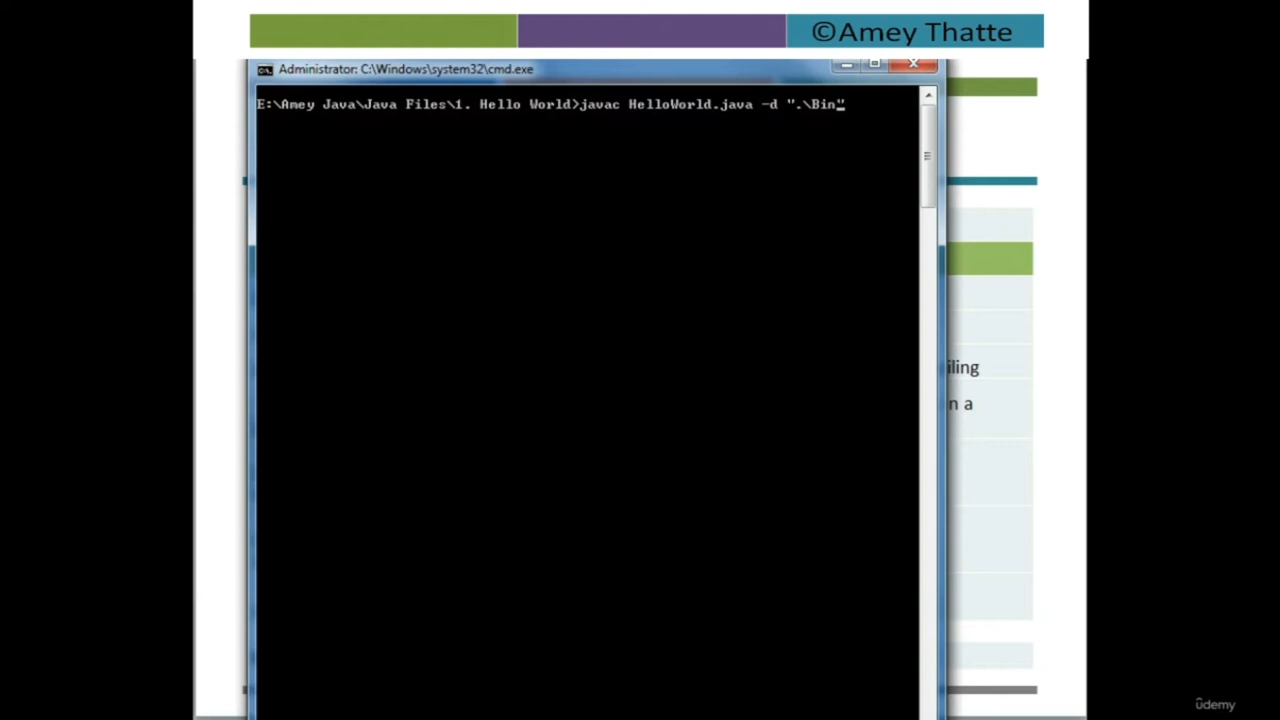 ©Amey Thatte
Administrator: C:\Windows\system32\cmd.exe
E:\Amey Java\Java Files\1. Hello World>javac HelloWorld.java -d ".\Bin"
iling
n a
ûdemy